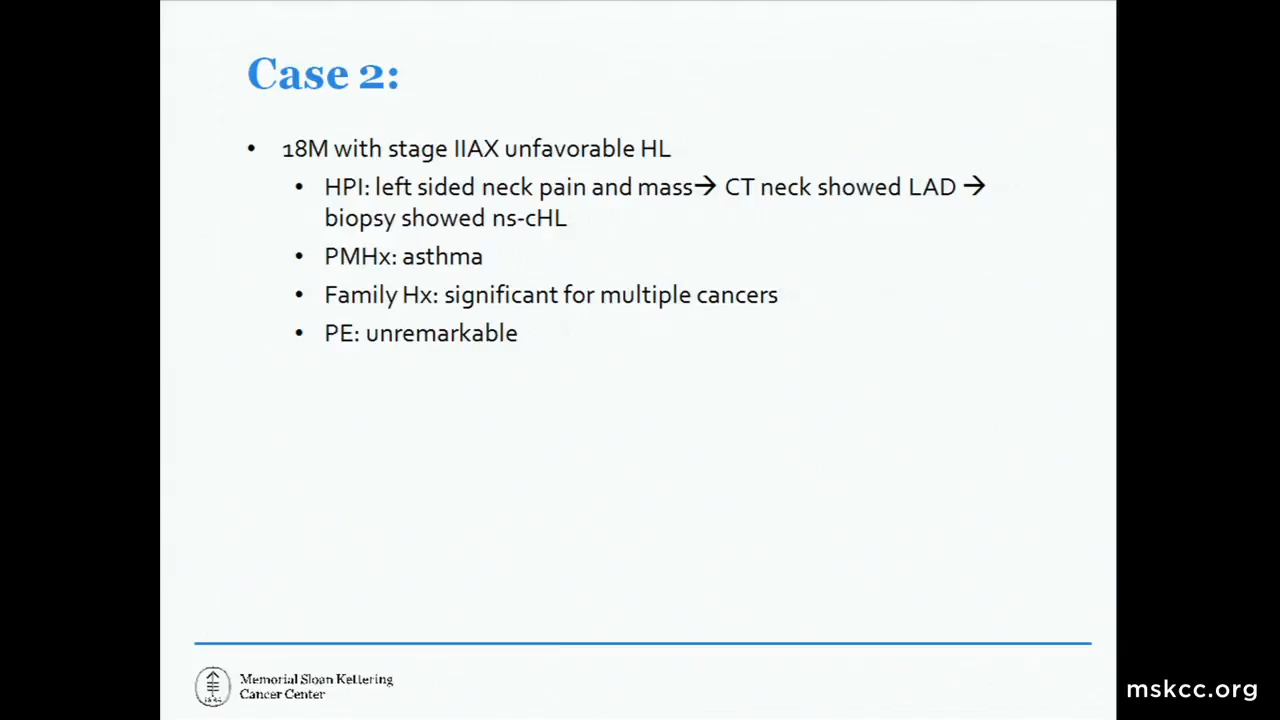 Case 2:
• 18M with stage IIAX unfavorable HL
• HPI: left sided neck pain and mass→ CT neck showed LAD →
biopsy showed ns-cHL
• PMHx: asthma
• Family Hx: significant for multiple cancers
• PE: unremarkable
Memorial Sloan Kettering
Cancer Center
mskcc.org